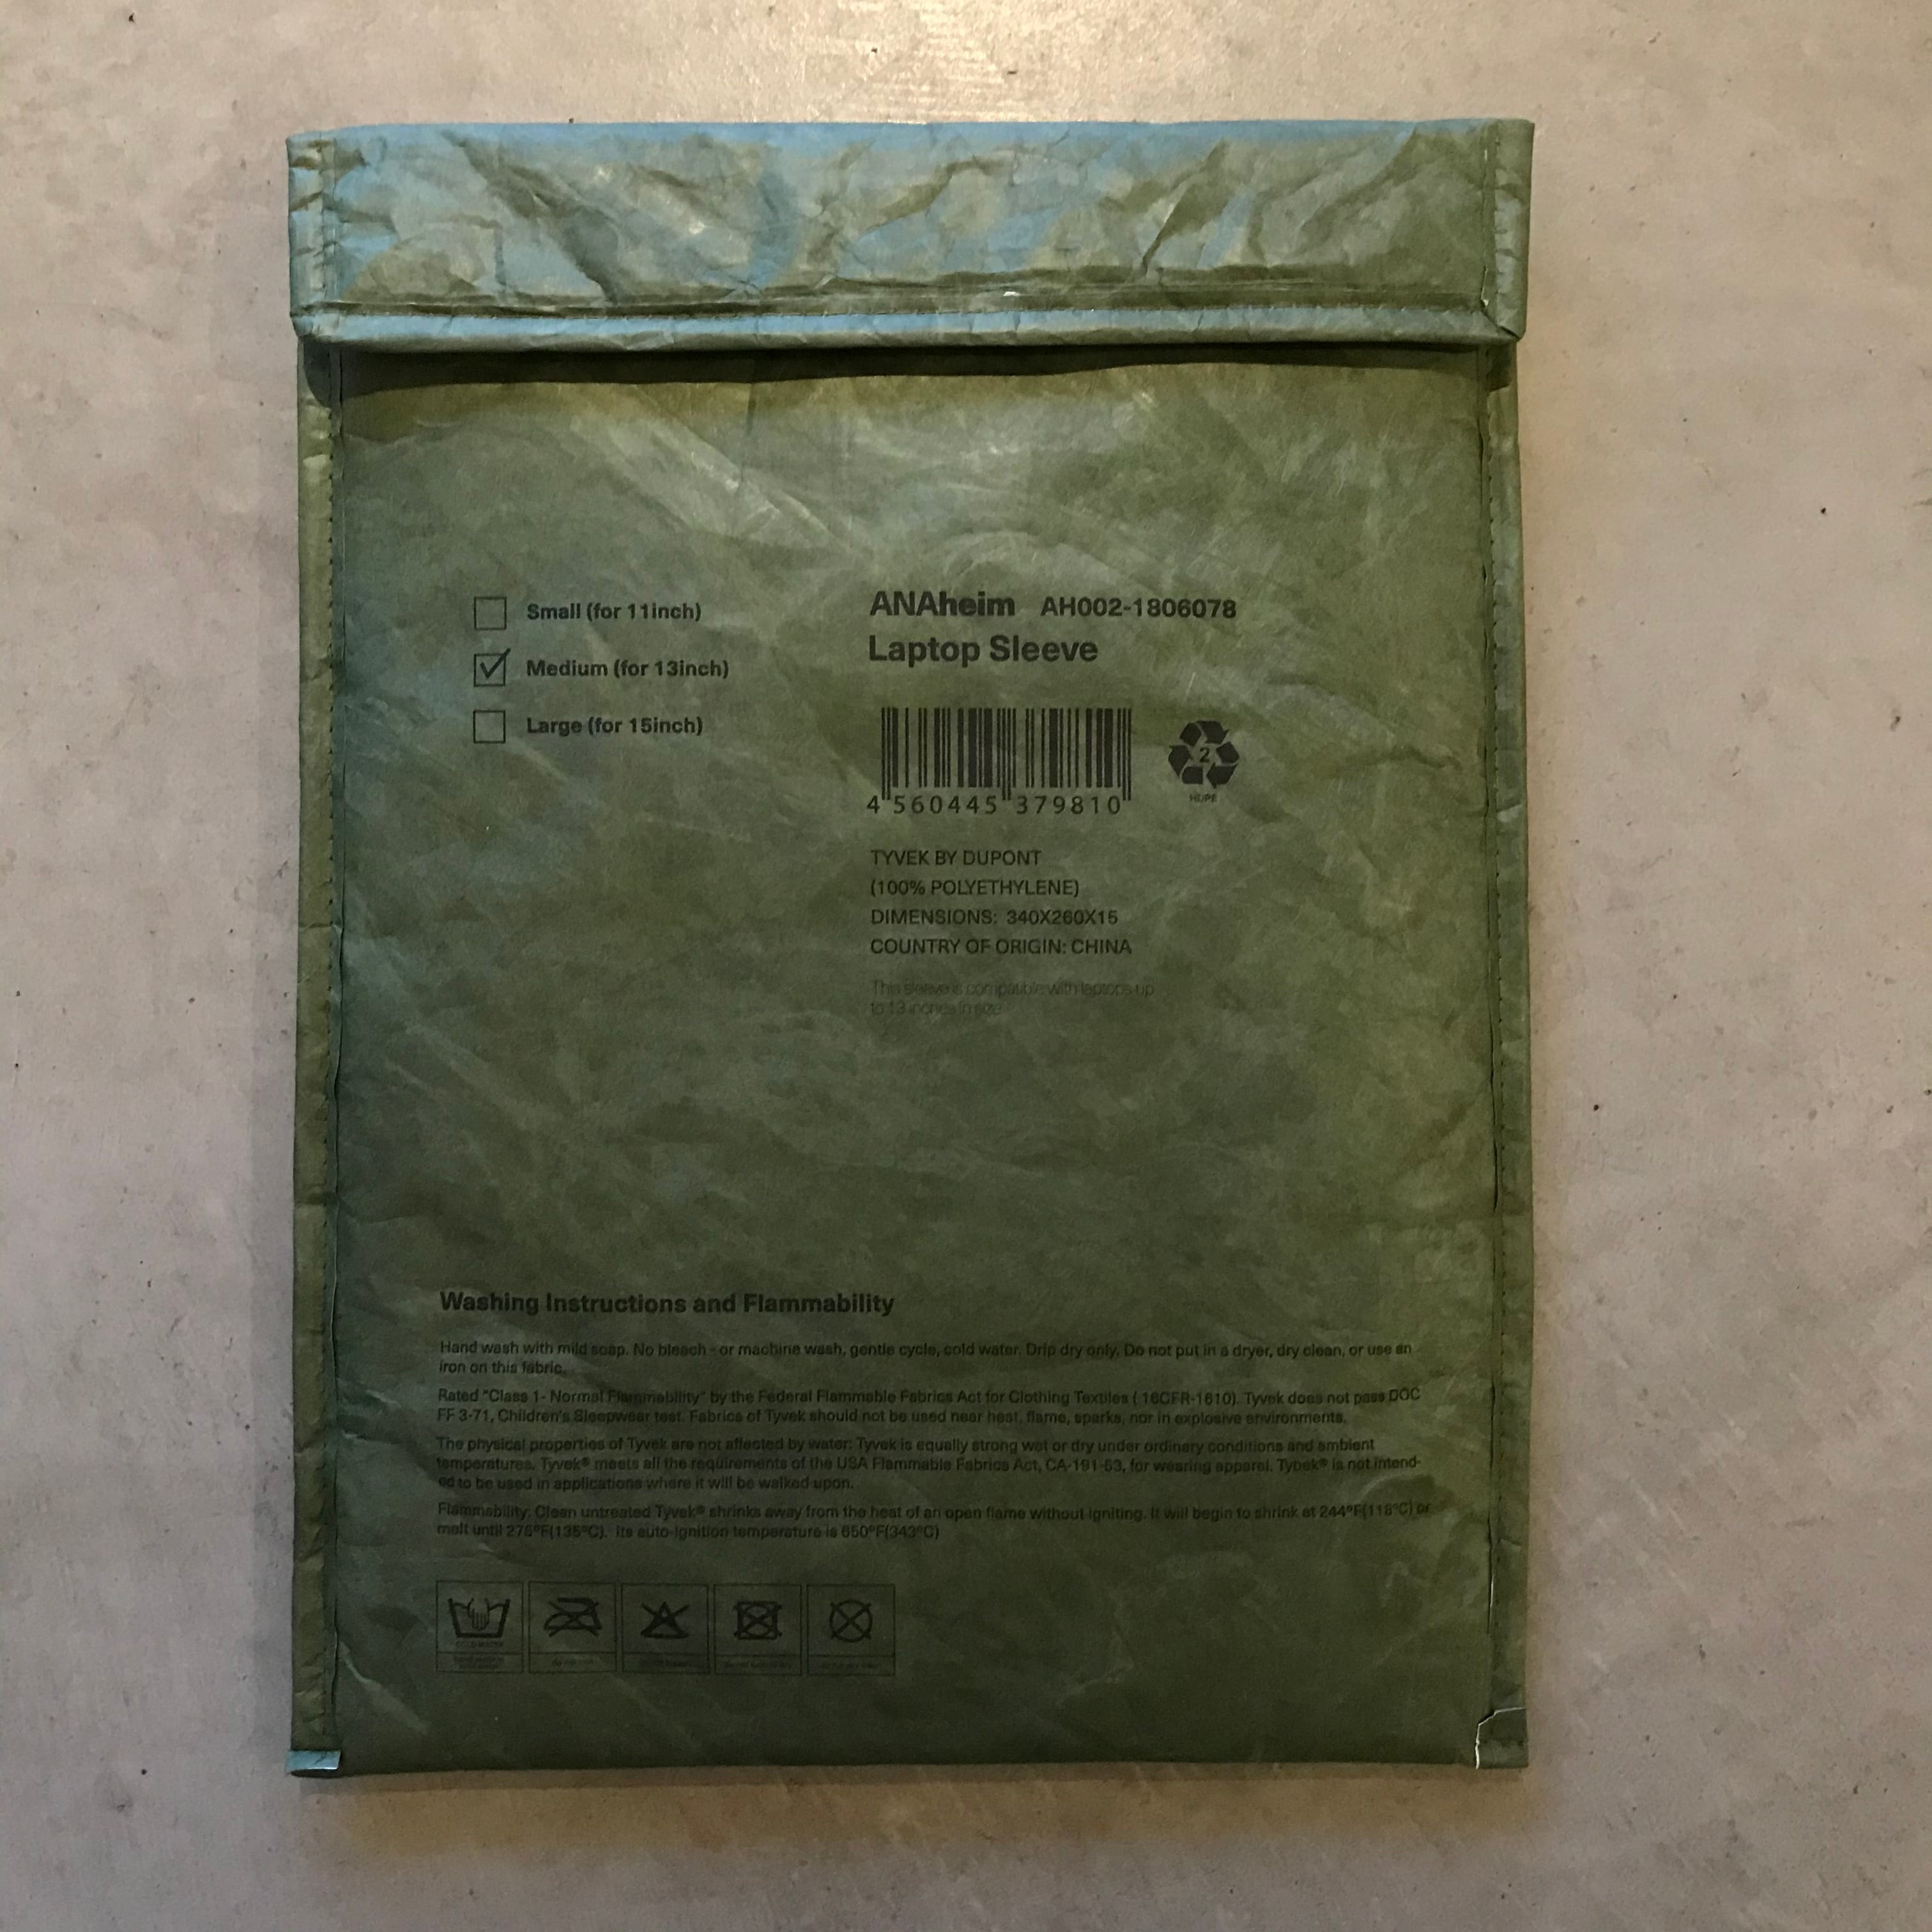 Small (for 11inch)
Medium (for 13inch)
Large (for 15inch)
ANAheim AH002-1806078
Laptop Sleeve
4 560445 379810
2
HDPE
TYVEK BY DUPONT
(100% POLYETHYLENE)
DIMENSIONS: 340X260X15
COUNTRY OF ORIGIN: CHINA
This sleeve is compatible with laptops up
to 13 inches in size
Washing Instructions and Flammability
Hand wash with mild soap. No bleach - or machine wash, gentle cycle, cold water. Drip dry only. Do not put in a dryer, dry clean, or use an
iron on this fabric.
Rated "Class 1- Normal Flammability" by the Federal Flammable Fabrics Act for Clothing Textiles ( 16CFR-1610). Tyvek does not pass DOC
FF 3-71, Children's Sleepwear test. Fabrics of Tyvek should not be used near heat, flame, sparks, nor in explosive environments.
The physical properties of Tyvek are not affected by water: Tyvek is equally strong wet or dry under ordinary conditions and ambient
temperatures. Tyvek® meets all the requirements of the USA Flammable Fabrics Act, CA-191-53, for wearing apparel. Tybek® is not intend-
ed to be used in applications where it will be walked upon.
Flammability: Clean untreated Tyvek® shrinks away from the heat of an open flame without igniting. It will begin to shrink at 244°F(118°C) or
melt until 275°F(135°C). Its auto-ignition temperature is 650°F(343°C)
COLD WATER